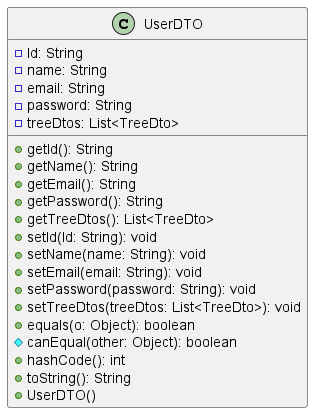 C UserDTO
Id: String
name: String
email: String
password: String
treeDtos: List<TreeDto>
getId(): String
getName(): String
getEmail(): String
getPassword(): String
getTreeDtos(): List<TreeDto>
setId(Id: String): void
setName(name: String): void
setEmail(email: String): void
setPassword(password: String): void
setTreeDtos(treeDtos: List<TreeDto>): void
equals(o: Object): boolean
canEqual(other: Object): boolean
hashCode(): int
toString(): String
UserDTO()